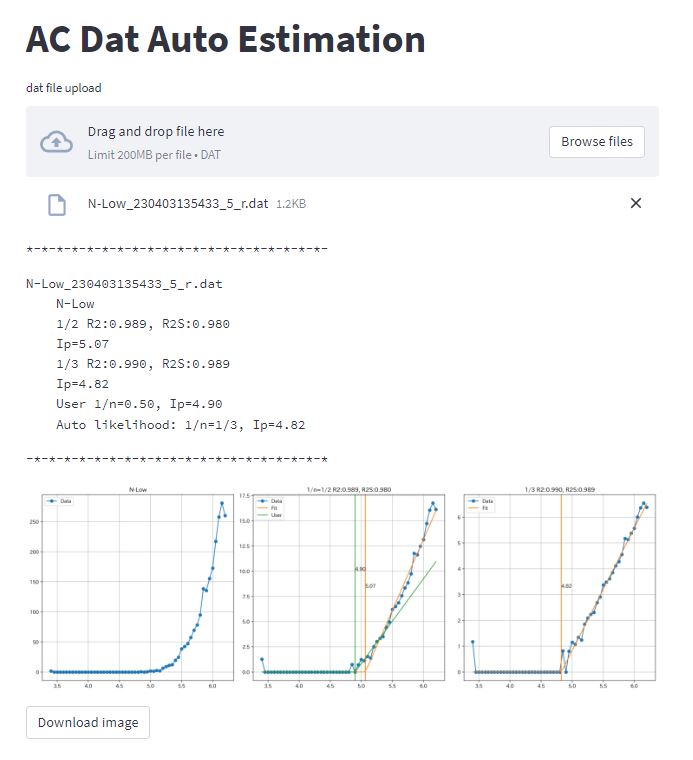 AC Dat Auto Estimation
dat file upload
Drag and drop file here
Limit 200MB per file • DAT
Browse files
N-Low_230403135433_5_r.dat 1.2KB
*-*-*-*-*-*-*-*-*-*-*-*-*-*-*-*-*-*-*-*-
N-Low_230403135433_5_r.dat
N-Low
1/2 R2:0.989, R2S:0.980
Ip=5.07
1/3 R2:0.990, R2S:0.989
Ip=4.82
User 1/n=0.50, Ip=4.90
Auto likelihood: 1/n=1/3, Ip=4.82
-*-*-*-*-*-*-*-*-*-*-*-*-*-*-*-*-*-*-*-*
N-Low
Data
250
200
150
100
50
0
3.5 4.0 4.5 5.0 5.5 6.0
1/n=1/2 R2:0.989, R2S:0.980
Data
Fit
User
17.5
15.0
12.5
10.0
7.5
5.0
2.5
0.0
4.90
5.07
3.5 4.0 4.5 5.0 5.5 6.0
1/3 R2:0.990, R2S:0.989
Data
Fit
6
5
4
3
2
1
0
4.82
3.5 4.0 4.5 5.0 5.5 6.0
Download image